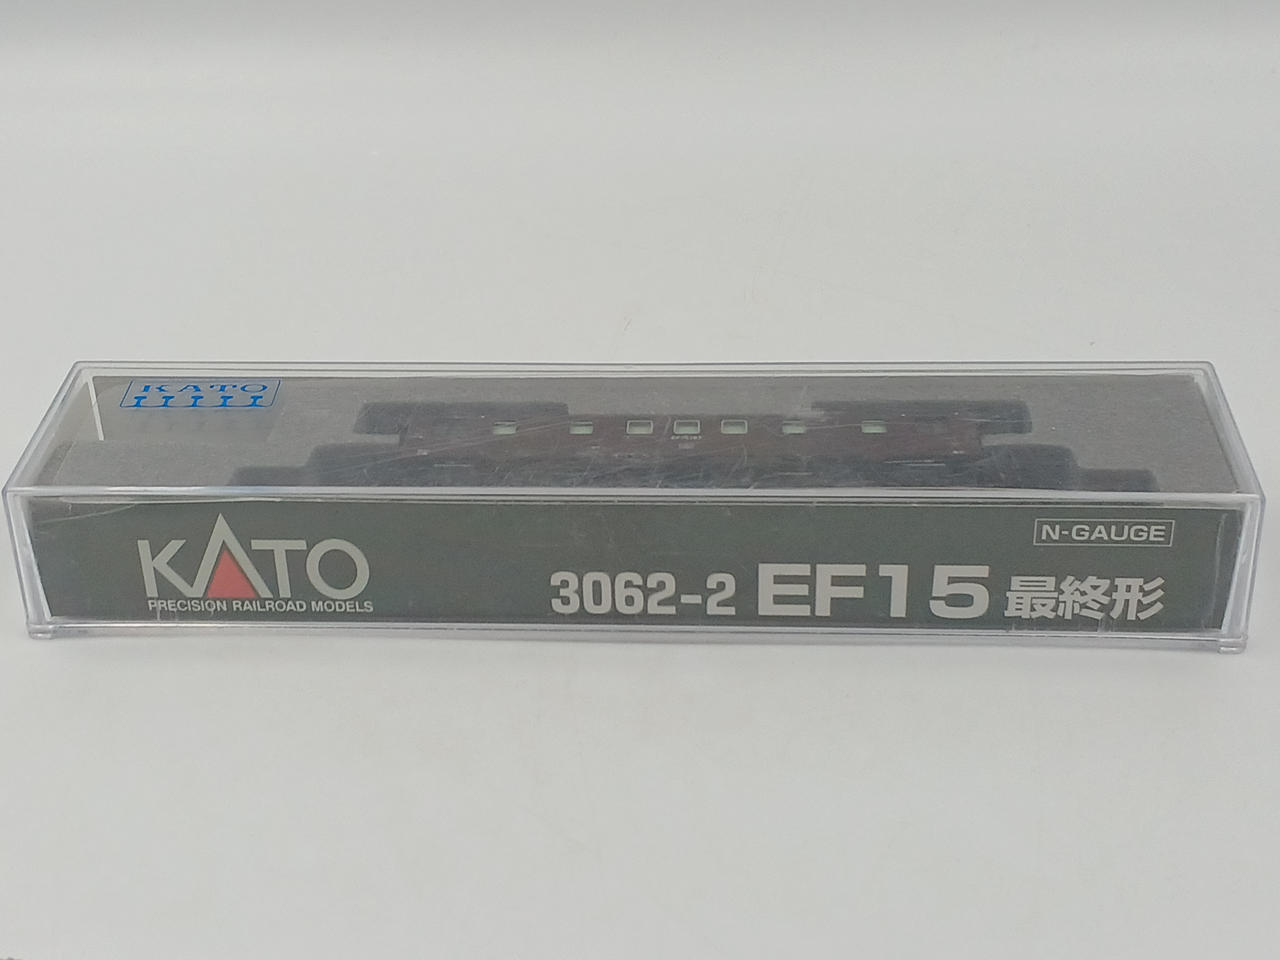 KATO
KATO
PRECISION RAILROAD MODELS
N-GAUGE
3062-2 EF15 最終形